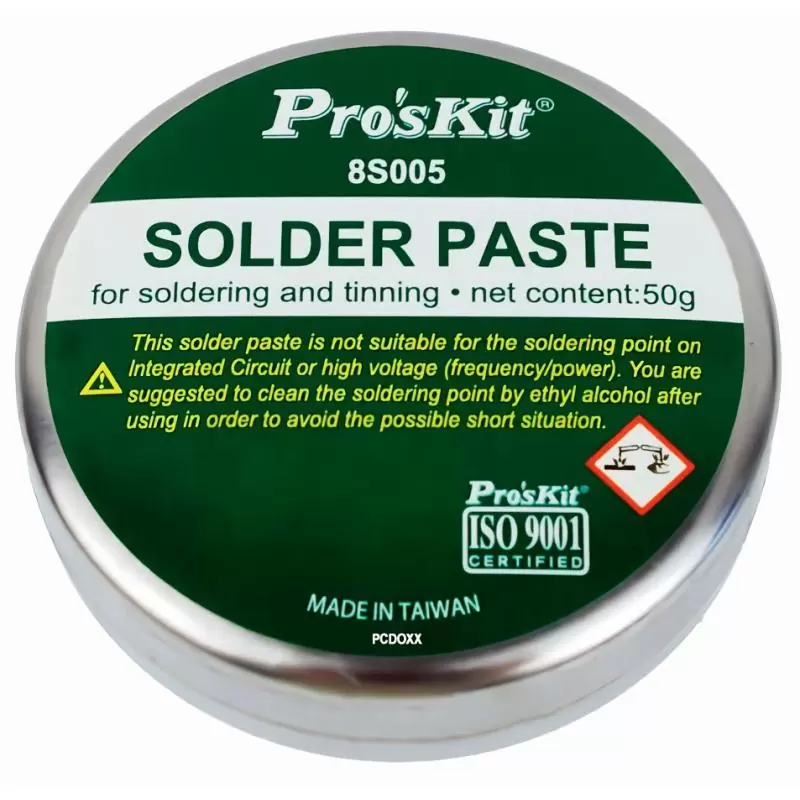 Pro'sKit®
8S005
SOLDER PASTE
for soldering and tinning • net content:50g
This solder paste is not suitable for the soldering point on
Integrated Circuit or high voltage (frequency/power). You are
suggested to clean the soldering point by ethyl alcohol after
using in order to avoid the possible short situation.
Pro'sKit®
ISO 9001
CERTIFIED
MADE IN TAIWAN
PCDOXX